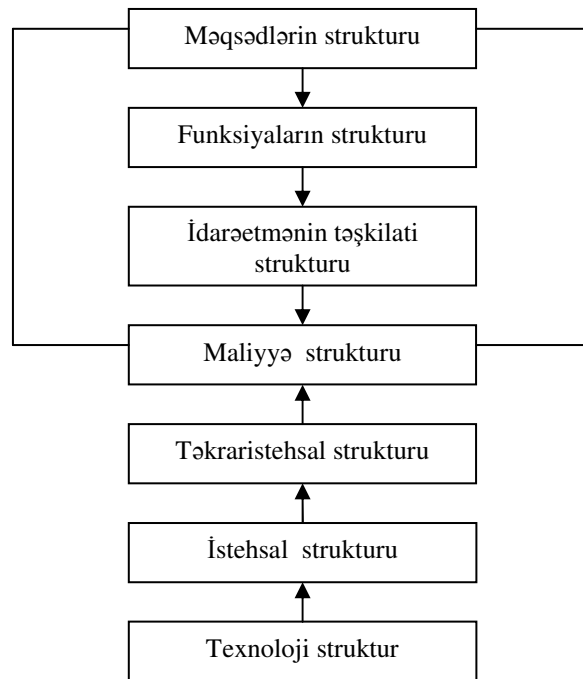 Məqsədlərin strukturu
Funksiyaların strukturu
İdarəetmənin təşkilati
strukturu
Maliyyə strukturu
Təkraristehsal strukturu
İstehsal strukturu
Texnoloji struktur